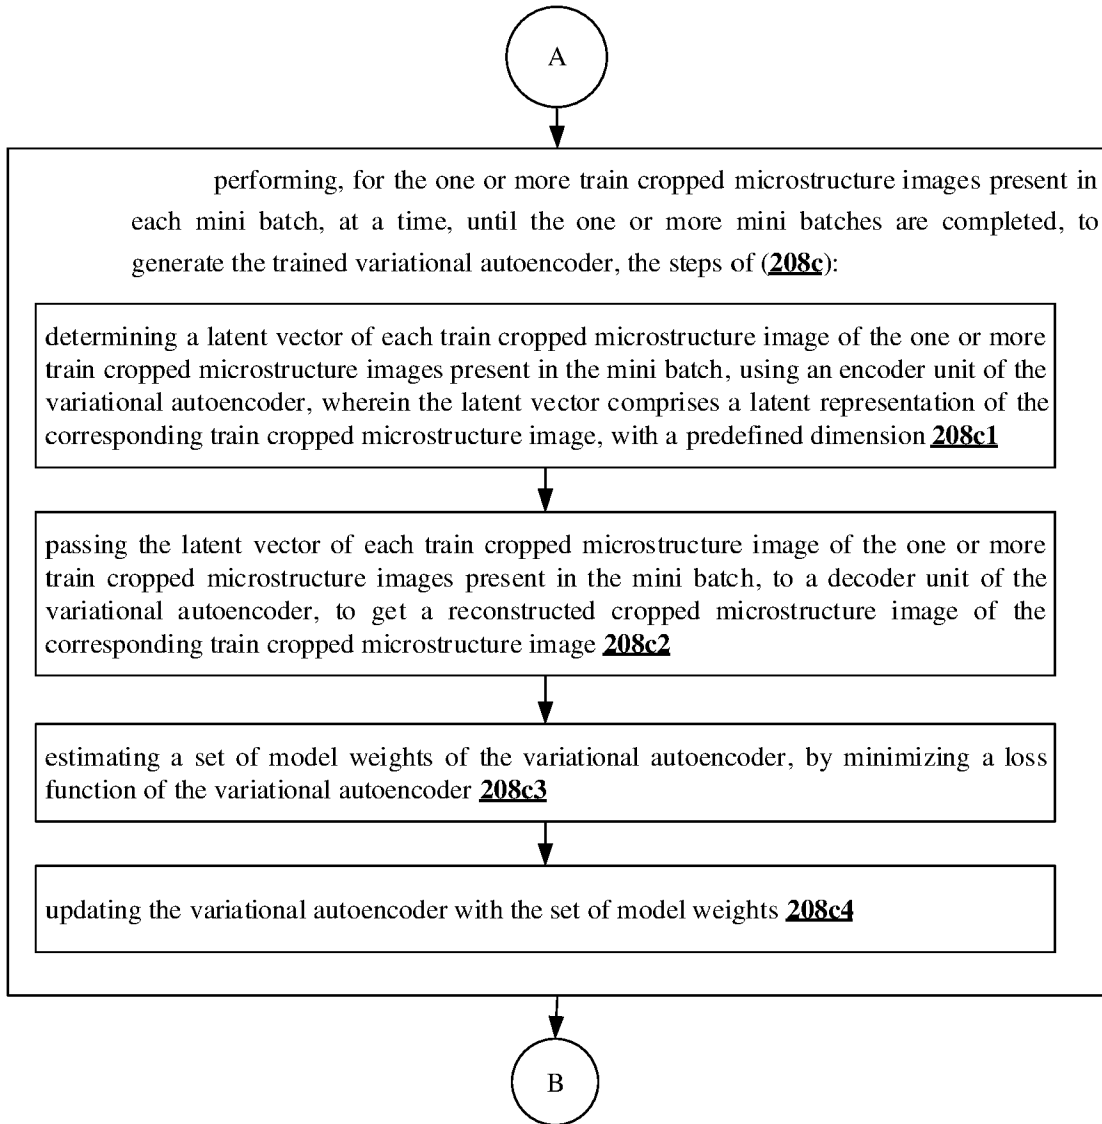 A
performing, for the one or more train cropped microstructure images present in
each mini batch, at a time, until the one or more mini batches are completed, to
generate the trained variational autoencoder, the steps of (208c):
determining a latent vector of each train cropped microstructure image of the one or more
train cropped microstructure images present in the mini batch, using an encoder unit of the
variational autoencoder, wherein the latent vector comprises a latent representation of the
corresponding train cropped microstructure image, with a predefined dimension 208c1
passing the latent vector of each train cropped microstructure image of the one or more
train cropped microstructure images present in the mini batch, to a decoder unit of the
variational autoencoder, to get a reconstructed cropped microstructure image of the
corresponding train cropped microstructure image 208c2
estimating a set of model weights of the variational autoencoder, by minimizing a loss
function of the variational autoencoder 208c3
updating the variational autoencoder with the set of model weights 208c4
B